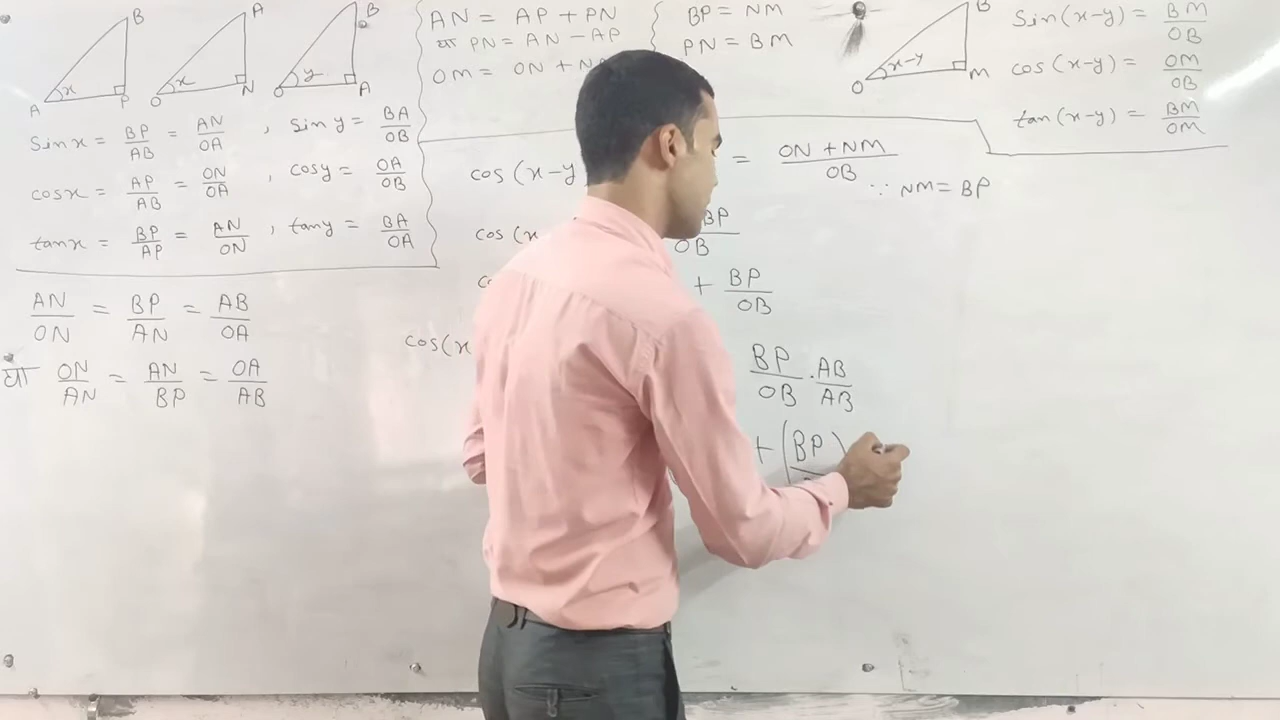 B A B B
A x P O x N O y A O x-y M
AN = AP + PN
या PN = AN - AP
OM = ON +
BP = NM
PN = BM
Sin(x-y) = BM/OB
cos(x-y) = OM/OB
tan(x-y) = BM/OM
Sin x = BP/AB = AN/OA , Sin y = BA/OB
cos x = AP/AB = ON/OA , cos y = OA/OB
tan x = BP/AP = AN/ON , tan y = BA/OA
AN/ON = BP/AN = AB/OA
या ON/AN = AN/BP = OA/AB
cos(x-y = ON + NM/OB
∵ NM = BP
cos(x BP/OB
+ BP/OB
cos(x BP/OB . AB/AB
+ (BP)